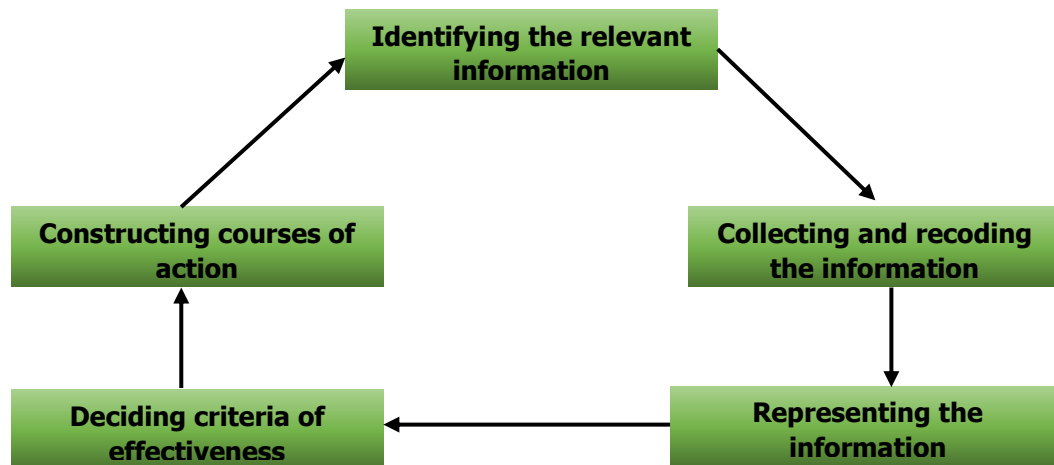 Identifying the relevant
information
Constructing courses of
action
Collecting and recoding
the information
Deciding criteria of
effectiveness
Representing the
information